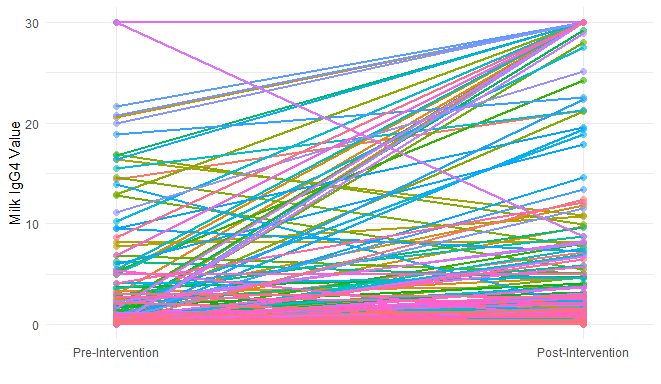 Milk IgG4 Value
30
20
10
0
Pre-Intervention
Post-Intervention